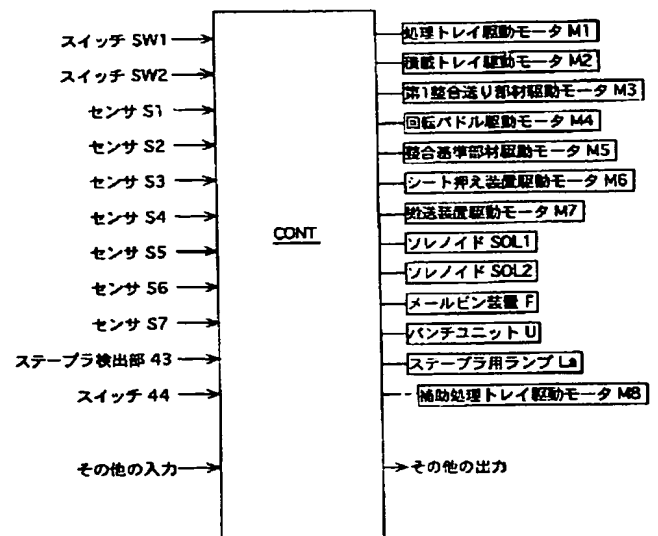 スイッチ SW1
スイッチ SW2
センサ S1
センサ S2
センサ S3
センサ S4
センサ S5
センサ S6
センサ S7
ステープラ検出部 43
スイッチ 44
その他の入力
CONT
処理トレイ駆動モータ M1
積載トレイ駆動モータ M2
第1整合送り部材駆動モータ M3
回転パドル駆動モータ M4
整合基準部材駆動モータ M5
シート押え装置駆動モータ M6
搬送装置駆動モータ M7
ソレノイド SOL1
ソレノイド SOL2
メールビン装置 F
パンチユニット U
ステープラ用ランプ La
補助処理トレイ駆動モータ M8
その他の出力